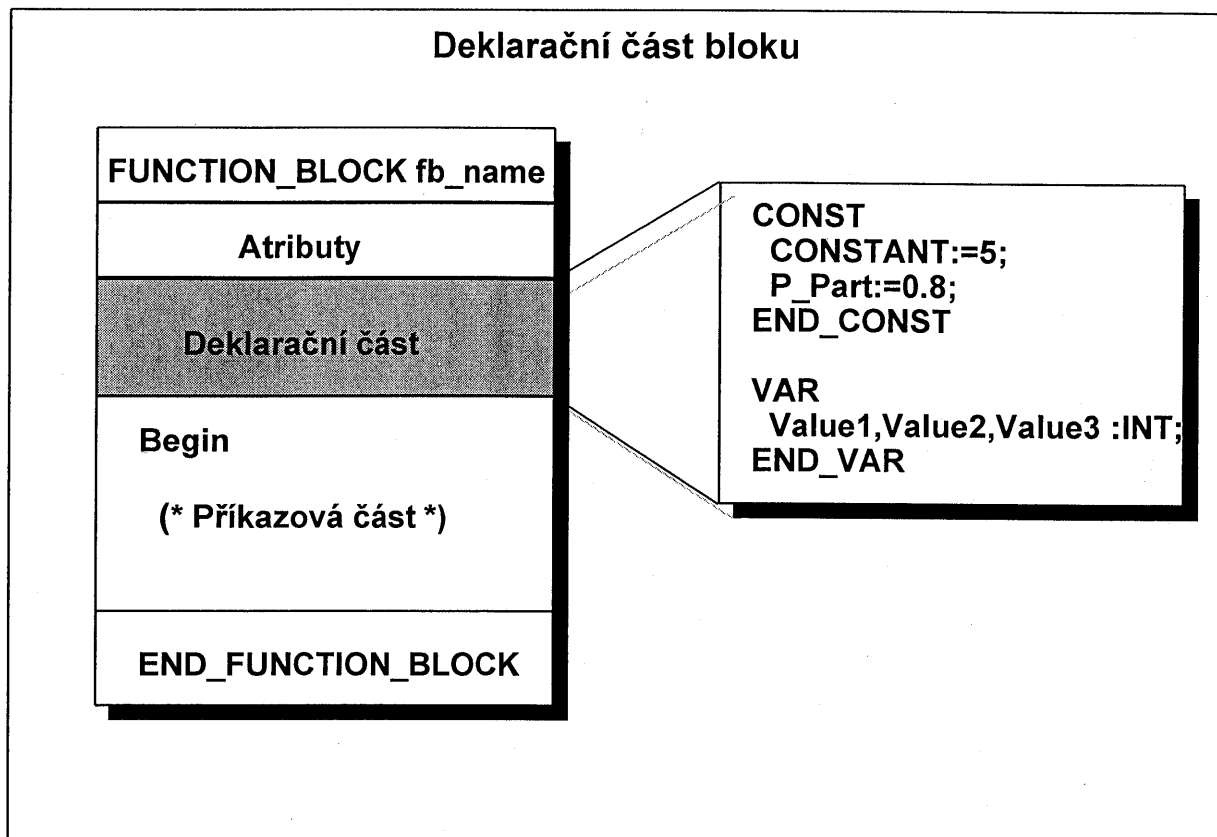 Deklarační část bloku
FUNCTION_BLOCK fb_name
Atributy
Deklarační část
Begin
(* Příkazová část *)
END_FUNCTION_BLOCK
CONST
CONSTANT:=5;
P_Part:=0.8;
END_CONST
VAR
Value1,Value2,Value3 :INT;
END_VAR